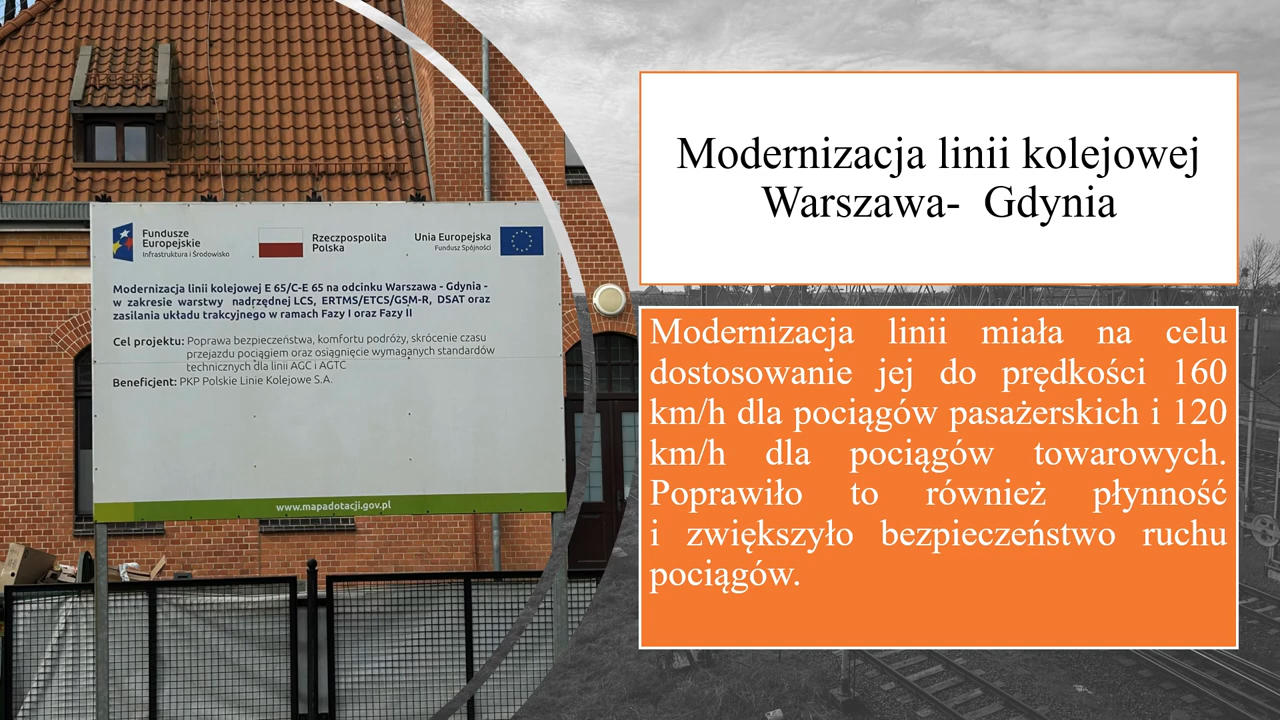 Fundusze
Europejskie
Infrastruktura i Środowisko
Rzeczpospolita
Polska
Unia Europejska
Fundusz Spójności
Modernizacja linii kolejowej E 65/C-E 65 na odcinku Warszawa - Gdynia -
w zakresie warstwy nadrzędnej LCS, ERTMS/ETCS/GSM-R, DSAT oraz
zasilania układu trakcyjnego w ramach Fazy I oraz Fazy II
Cel projektu: Poprawa bezpieczeństwa, komfortu podróży, skrócenie czasu
przejazdu pociągiem oraz osiągnięcie wymaganych standardów
technicznych dla linii AGC i AGTC
Beneficjent: PKP Polskie Linie Kolejowe S.A.
www.mapadotacji.gov.pl
Modernizacja linii kolejowej
Warszawa- Gdynia
Modernizacja linii miała na celu
dostosowanie jej do prędkości 160
km/h dla pociągów pasażerskich i 120
km/h dla pociągów towarowych.
Poprawiło to również płynność
i zwiększyło bezpieczeństwo ruchu
pociągów.